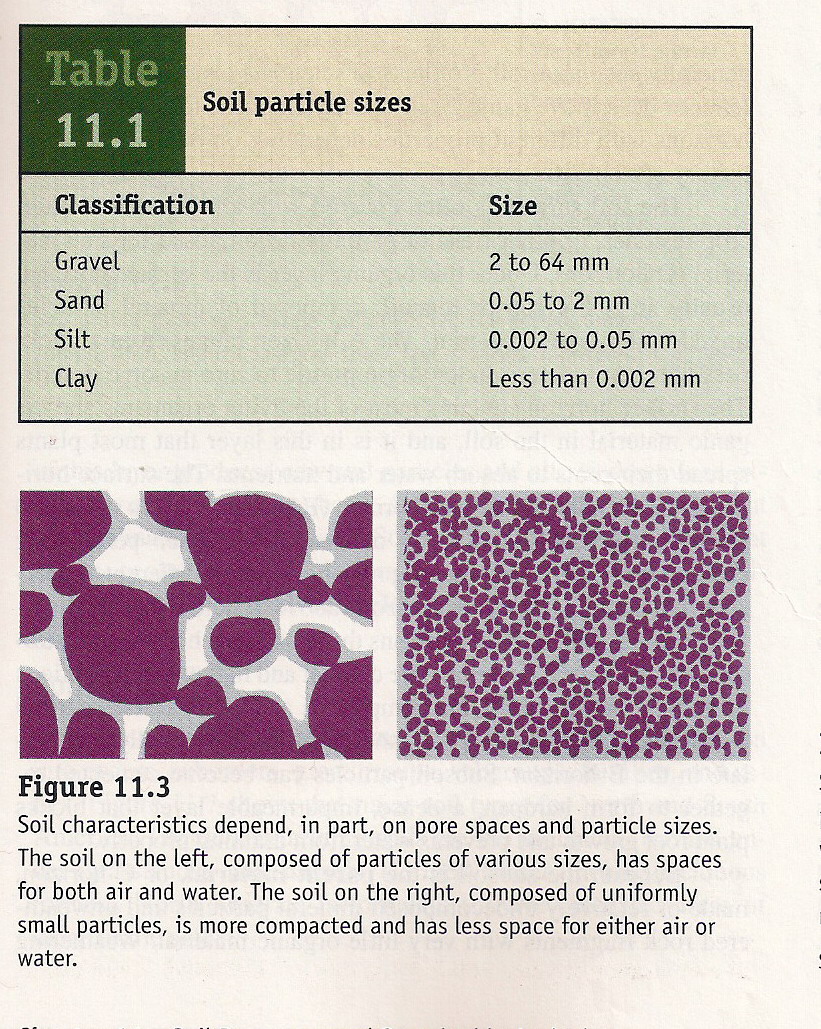 Table
11.1
Soil particle sizes
Classification Size
Gravel 2 to 64 mm
Sand 0.05 to 2 mm
Silt 0.002 to 0.05 mm
Clay Less than 0.002 mm
Figure 11.3
Soil characteristics depend, in part, on pore spaces and particle sizes.
The soil on the left, composed of particles of various sizes, has spaces
for both air and water. The soil on the right, composed of uniformly
small particles, is more compacted and has less space for either air or
water.